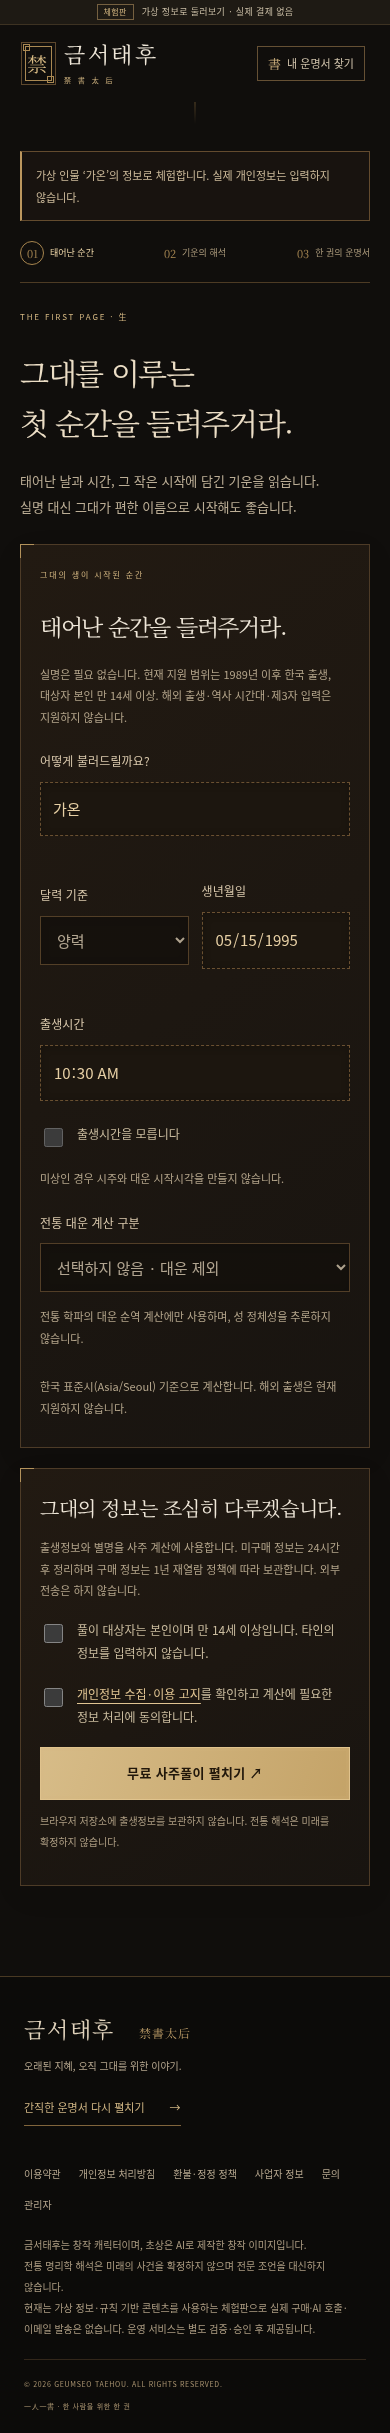 체험판 가상 정보로 둘러보기 · 실제 결제 없음
禁 금서태후
禁書太后
書 내 운명서 찾기
가상 인물 ‘가온’의 정보로 체험합니다. 실제 개인정보는 입력하지
않습니다.
01 태어난 순간 02 기운의 해석 03 한 권의 운명서
THE FIRST PAGE · 生
그대를 이루는
첫 순간을 들려주거라.
태어난 날과 시간, 그 작은 시작에 담긴 기운을 읽습니다.
실명 대신 그대가 편한 이름으로 시작해도 좋습니다.
그대의 생이 시작된 순간
태어난 순간을 들려주거라.
실명은 필요 없습니다. 현재 지원 범위는 1989년 이후 한국 출생,
대상자 본인 만 14세 이상. 해외 출생·역사 시간대·제3자 입력은
지원하지 않습니다.
어떻게 불러드릴까요?
가온
달력 기준 생년월일
양력 05/15/1995
출생시간
10:30 AM
출생시간을 모릅니다
미상인 경우 시주와 대운 시작시각을 만들지 않습니다.
전통 대운 계산 구분
선택하지 않음 · 대운 제외
전통 학파의 대운 순역 계산에만 사용하며, 성 정체성을 추론하지
않습니다.
한국 표준시(Asia/Seoul) 기준으로 계산합니다. 해외 출생은 현재
지원하지 않습니다.
그대의 정보는 조심히 다루겠습니다.
출생정보와 별명을 사주 계산에 사용합니다. 미구매 정보는 24시간
후 정리하며 구매 정보는 1년 재열람 정책에 따라 보관합니다. 외부
전송은 하지 않습니다.
풀이 대상자는 본인이며 만 14세 이상입니다. 타인의
정보를 입력하지 않습니다.
개인정보 수집·이용 고지를 확인하고 계산에 필요한
정보 처리에 동의합니다.
무료 사주풀이 펼치기 ↗
브라우저 저장소에 출생정보를 보관하지 않습니다. 전통 해석은 미래를
확정하지 않습니다.
금서태후 禁書太后
오래된 지혜, 오직 그대를 위한 이야기.
간직한 운명서 다시 펼치기 →
이용약관 개인정보 처리방침 환불·정정 정책 사업자 정보 문의
관리자
금서태후는 창작 캐릭터이며, 초상은 AI로 제작한 창작 이미지입니다.
전통 명리학 해석은 미래의 사건을 확정하지 않으며 전문 조언을 대신하지
않습니다.
현재는 가상 정보·규칙 기반 콘텐츠를 사용하는 체험판으로 실제 구매·AI 호출·
이메일 발송은 없습니다. 운영 서비스는 별도 검증·승인 후 제공됩니다.
© 2026 GEUMSEO TAEHOU. ALL RIGHTS RESERVED.
一人一書 · 한 사람을 위한 한 권